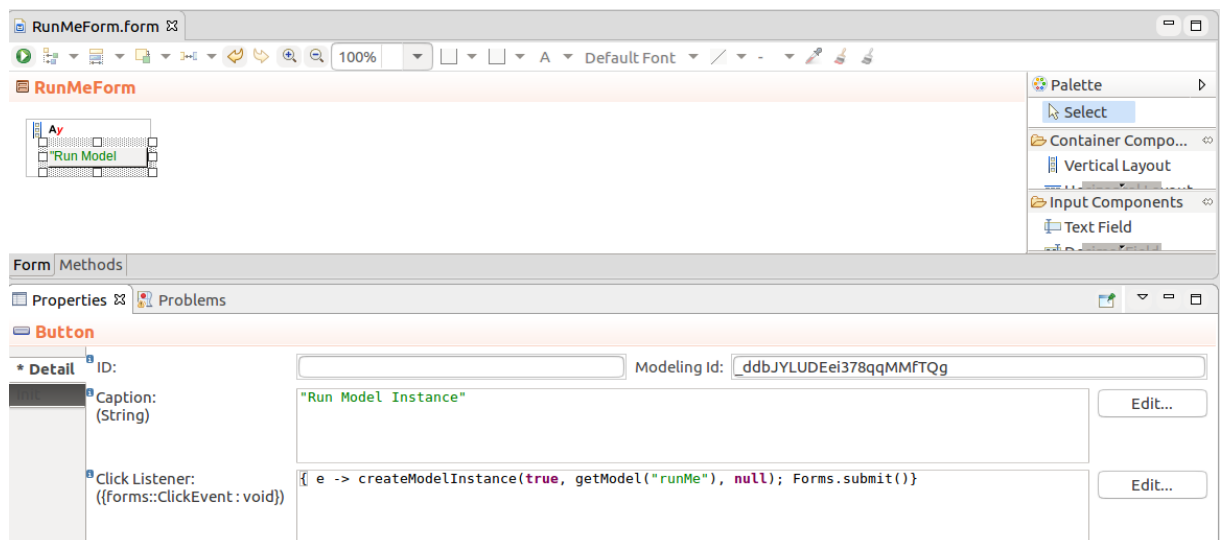 RunMeForm.form
100% A Default Font -
RunMeForm
Palette
Select
Ay
"Run Model
Container Compo...
Vertical Layout
Input Components
Text Field
Form Methods
Properties Problems
Button
* Detail ID: Modeling Id: _ddbJYLUDEei378qqMMfTQg
Caption: "Run Model Instance" Edit...
(String)
Click Listener: { e -> createModelInstance(true, getModel("runMe"), null); Forms.submit()} Edit...
({forms::ClickEvent : void})